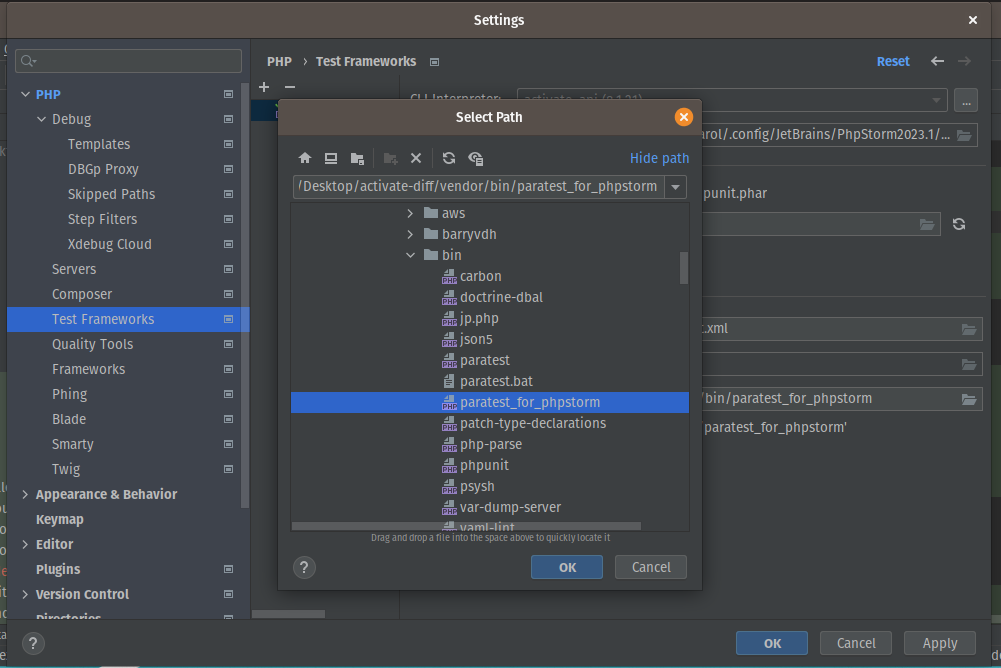 Settings
PHP › Test Frameworks
Reset
PHP
Debug
Templates
DBGp Proxy
Skipped Paths
Step Filters
Xdebug Cloud
Servers
Composer
Test Frameworks
Quality Tools
Frameworks
Phing
Blade
Smarty
Twig
Appearance & Behavior
Keymap
Editor
Plugins
Version Control
Directories
CLI Interpreter:
...
arol/.config/JetBrains/PhpStorm2023.1/...
punit.phar
.xml
/bin/paratest_for_phpstorm
paratest_for_phpstorm'
Select Path
Hide path
/Desktop/activate-diff/vendor/bin/paratest_for_phpstorm
aws
barryvdh
bin
carbon
doctrine-dbal
jp.php
json5
paratest
paratest.bat
paratest_for_phpstorm
patch-type-declarations
php-parse
phpunit
psysh
var-dump-server
yaml-lint
Drag and drop a file into the space above to quickly locate it
?
OK
Cancel
?
OK
Cancel
Apply